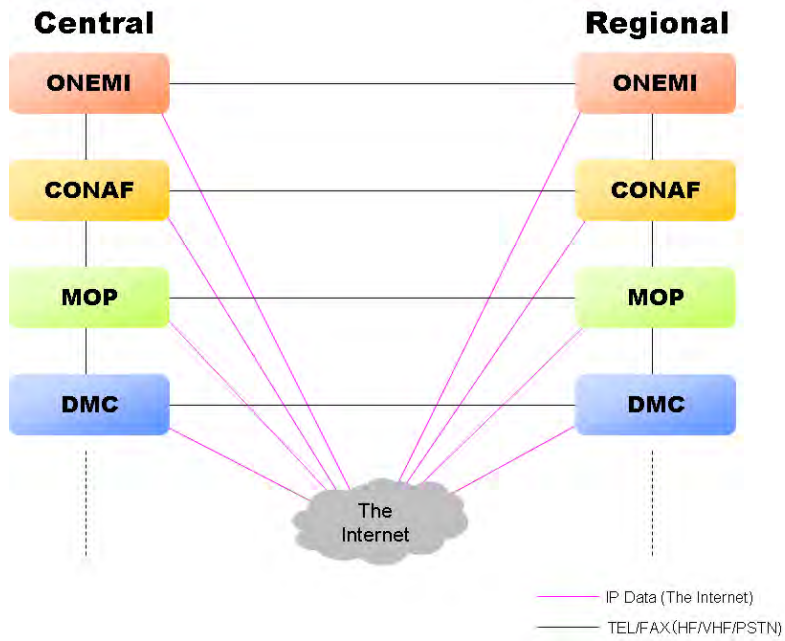 Central
Regional
ONEMI
ONEMI
CONAF
CONAF
MOP
MOP
DMC
DMC
The
Internet
IP Data (The Internet)
TEL/FAX(HF/VHF/PSTN)